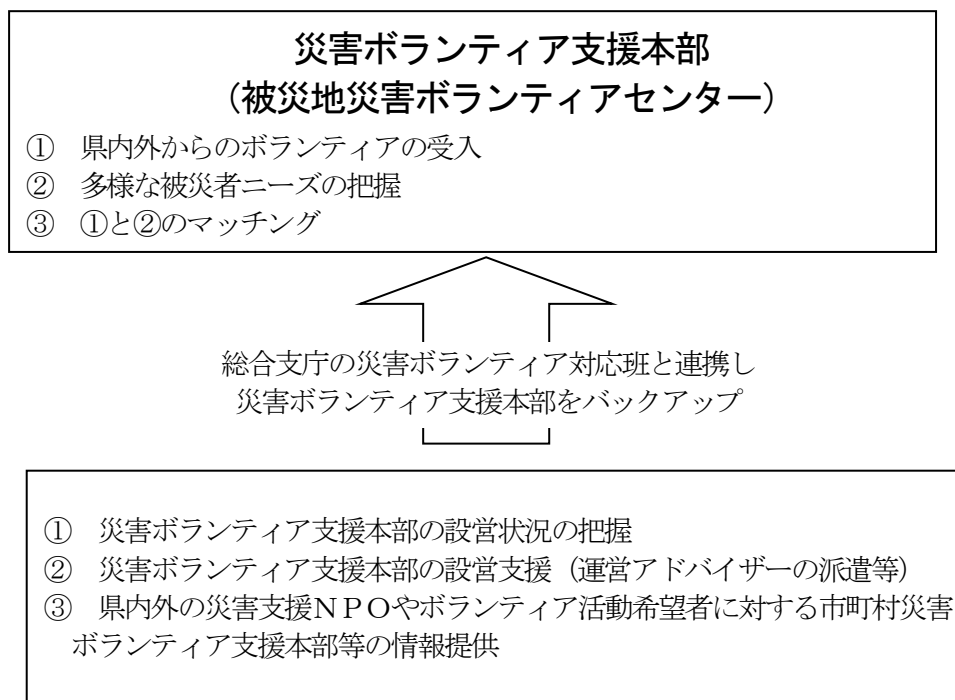 災害ボランティア支援本部
（被災地災害ボランティアセンター）
①　県内外からのボランティアの受入
②　多様な被災者ニーズの把握
③　①と②のマッチング
総合支庁の災害ボランティア対応班と連携し
災害ボランティア支援本部をバックアップ
①　災害ボランティア支援本部の設営状況の把握
②　災害ボランティア支援本部の設営支援（運営アドバイザーの派遣等）
③　県内外の災害支援ＮＰＯやボランティア活動希望者に対する市町村災害
ボランティア支援本部等の情報提供